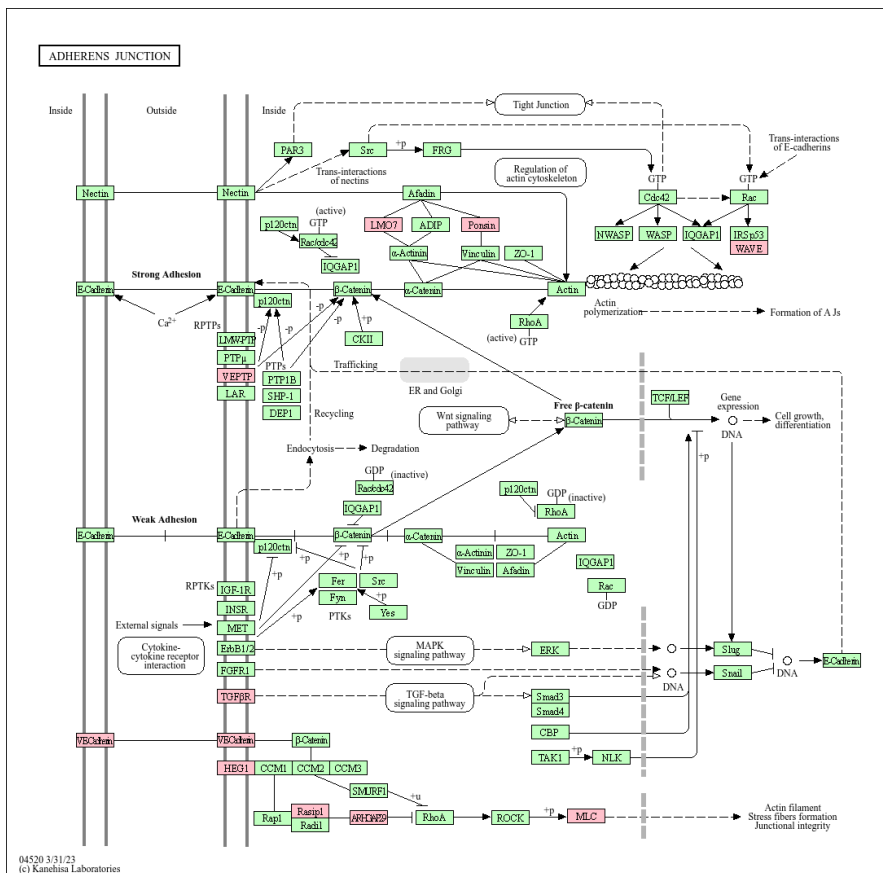 ADHERENS JUNCTION
Inside
Outside
Inside
Tight Junction
PAR3
Src
+p
FRG
Trans-interactions
of nectins
Regulation of
actin cytoskeleton
Trans-interactions
of E-cadherins
GTP
GTP
Nectin
Nectin
Afadin
Cdc42
Rac
p120ctn
(active)
GTP
Rac/cdc42
IQGAP1
LMO7
ADIP
Ponsin
α-Actinin
Vinculin
ZO-1
NWASP
WASP
IQGAP1
IRSp53
WAVE
Strong Adhesion
E-Cadherin
E-Cadherin
β-Catenin
α-Catenin
Actin
p120ctn
Ca2+
-p
-p
-p
+p
CKII
RhoA
(active)
GTP
Actin
polymerization
Formation of AJs
RPTPs
LMW-PTP
PTPμ
VEPTP
LAR
PTPs
PTP1B
SHP-1
DEP1
Trafficking
Recycling
ER and Golgi
Endocytosis
Degradation
Wnt signaling
pathway
Free β-catenin
β-Catenin
TCF/LEF
Gene
expression
DNA
Cell growth,
differentiation
+p
GDP
(inactive)
Rac/cdc42
IQGAP1
p120ctn
GDP
(inactive)
RhoA
Weak Adhesion
E-Cadherin
E-Cadherin
β-Catenin
α-Catenin
Actin
p120ctn
+p
+p
+p
α-Actinin
ZO-1
Vinculin
Afadin
IQGAP1
Rac
GDP
RPTKs
IGF-1R
INSR
MET
ErbB1/2
FGFR1
TGFβR
Fer
Src
Fyn
+p
+p
PTKs
Yes
External signals
Cytokine-
cytokine receptor
interaction
MAPK
signaling pathway
ERK
DNA
Slug
Snail
DNA
E-Cadherin
TGF-beta
signaling pathway
Smad3
Smad4
CBP
TAK1
+p
NLK
VECadherin
VECadherin
β-Catenin
HEG1
CCM1
CCM2
CCM3
SMURF1
+u
Rap1
Rasip1
Radil
ARHGAP29
RhoA
ROCK
+p
MLC
Actin filament
Stress fibers formation
Junctional integrity
04520 3/31/23
(c) Kanehisa Laboratories